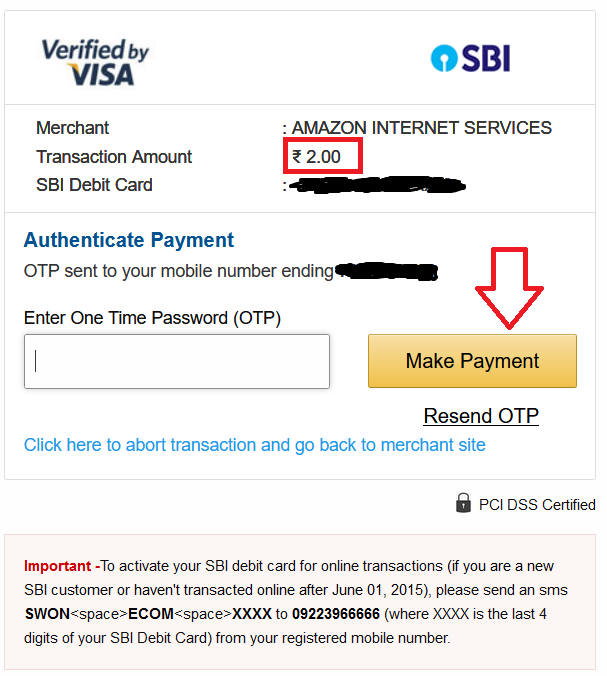 Verified by
VISA
SBI
Merchant : AMAZON INTERNET SERVICES
Transaction Amount : ₹ 2.00
SBI Debit Card :
Authenticate Payment
OTP sent to your mobile number ending
Enter One Time Password (OTP)
Make Payment
Resend OTP
Click here to abort transaction and go back to merchant site
PCI DSS Certified
Important -To activate your SBI debit card for online transactions (if you are a new
SBI customer or haven't transacted online after June 01, 2015), please send an sms
SWON<space>ECOM<space>XXXX to 09223966666 (where XXXX is the last 4
digits of your SBI Debit Card) from your registered mobile number.